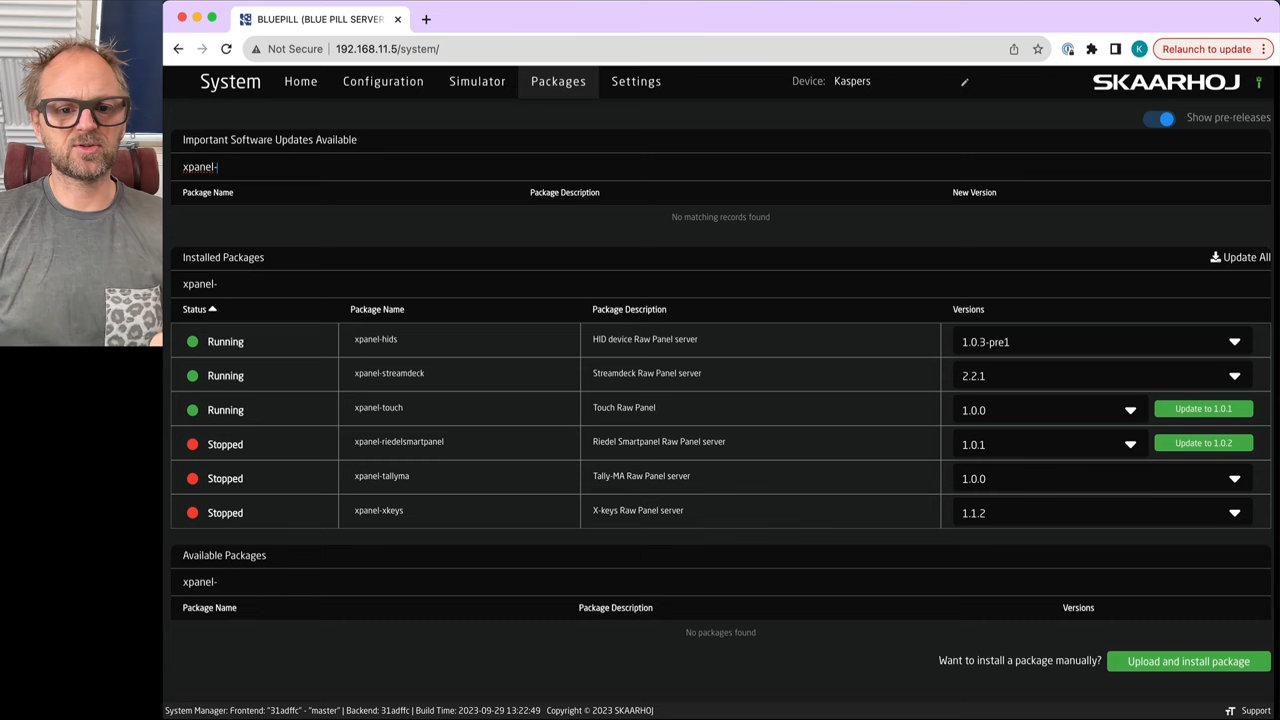 BLUEPILL (BLUE PILL SERVER
Not Secure 192.168.11.5/system/
K
Relaunch to update
System Home Configuration Simulator Packages Settings Device: Kaspers SKAARHOJ
Show pre-releases
Important Software Updates Available
xpanel-
Package Name Package Description New Version
No matching records found
Installed Packages Update All
xpanel-
Status Package Name Package Description Versions
Running xpanel-hids HID device Raw Panel server 1.0.3-pre1
Running xpanel-streamdeck Streamdeck Raw Panel server 2.2.1
Running xpanel-touch Touch Raw Panel 1.0.0 Update to 1.0.1
Stopped xpanel-riedelsmartpanel Riedel Smartpanel Raw Panel server 1.0.1 Update to 1.0.2
Stopped xpanel-tallyma Tally-MA Raw Panel server 1.0.0
Stopped xpanel-xkeys X-keys Raw Panel server 1.1.2
Available Packages
xpanel-
Package Name Package Description Versions
No packages found
Want to install a package manually? Upload and install package
System Manager: Frontend: "31adffc" - "master" | Backend: 31adffc | Build Time: 2023-09-29 13:22:49 Copyright © 2023 SKAARHOJ Support